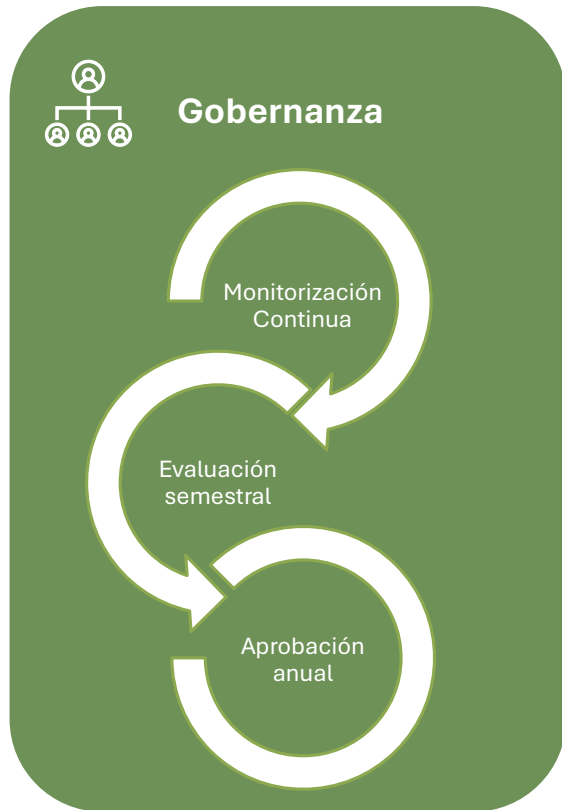 Gobernanza
Monitorización
Continua
Evaluación
semestral
Aprobación
anual